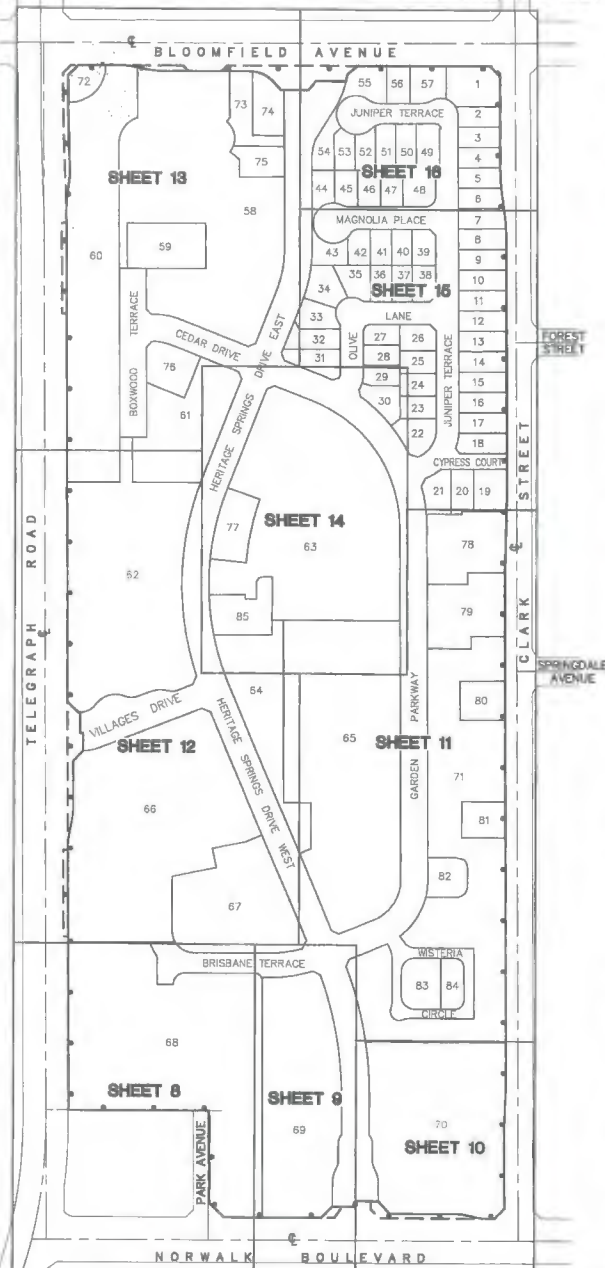 BLOOMFIELD AVENUE
72
55 56 57 1
73 74
JUNIPER TERRACE
2
3
54 53 52 51 50 49
4
75
SHEET 13
SHEET 16
5
44 45 46 47 48
6
58
MAGNOLIA PLACE
7
60 59
43 42 41 40 39
8
9
35 36 37 38
34
SHEET 15
10
11
BOXWOOD TERRACE
CEDAR DRIVE
33
LANE
12
32
OLIVE
27 26
13
FOREST
STREET
31
28 25
14
76
29 24
15
JUNIPER TERRACE
61
30 23
16
17
22
18
HERITAGE SPRINGS DRIVE EAST
CYPRESS COURT
21 20 19
77
SHEET 14
63
78
62
85
79
TELEGRAPH ROAD
CLARK STREET
SPRINGDALE
AVENUE
VILLAGES DRIVE
64
80
SHEET 12
HERITAGE SPRINGS DRIVE WEST
65
SHEET 11
GARDEN PARKWAY
71
66
81
67
82
BRISBANE TERRACE
WISTERIA
83 84
CIRCLE
68
SHEET 8
SHEET 9
69
70
SHEET 10
PARK AVENUE
NORWALK BOULEVARD